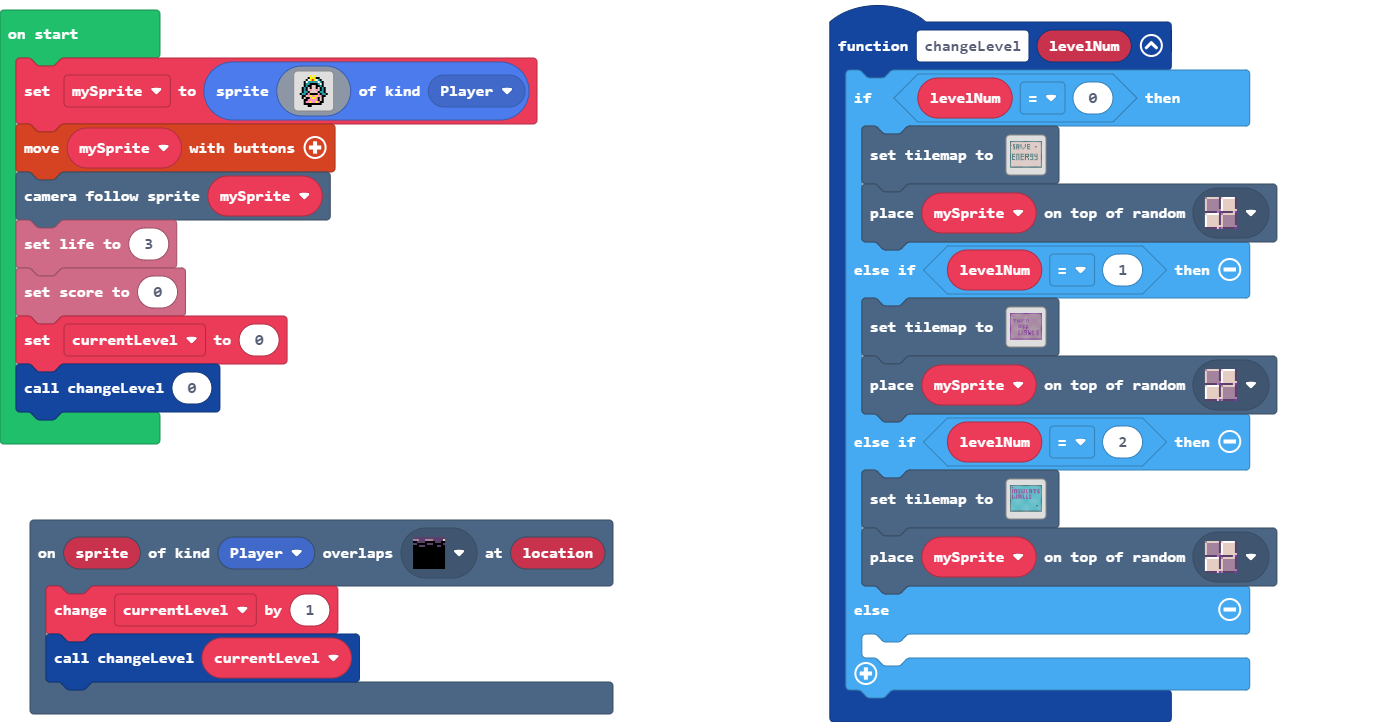 on start
set mySprite to sprite of kind Player
move mySprite with buttons
camera follow sprite mySprite
set life to 3
set score to 0
set currentLevel to 0
call changeLevel 0
on sprite of kind Player overlaps at location
change currentLevel by 1
call changeLevel currentLevel
function changeLevel levelNum
if levelNum = 0 then
set tilemap to SAVE - ENERGY
place mySprite on top of random
else if levelNum = 1 then
set tilemap to
place mySprite on top of random
else if levelNum = 2 then
set tilemap to INSULATE WALLS
place mySprite on top of random
else